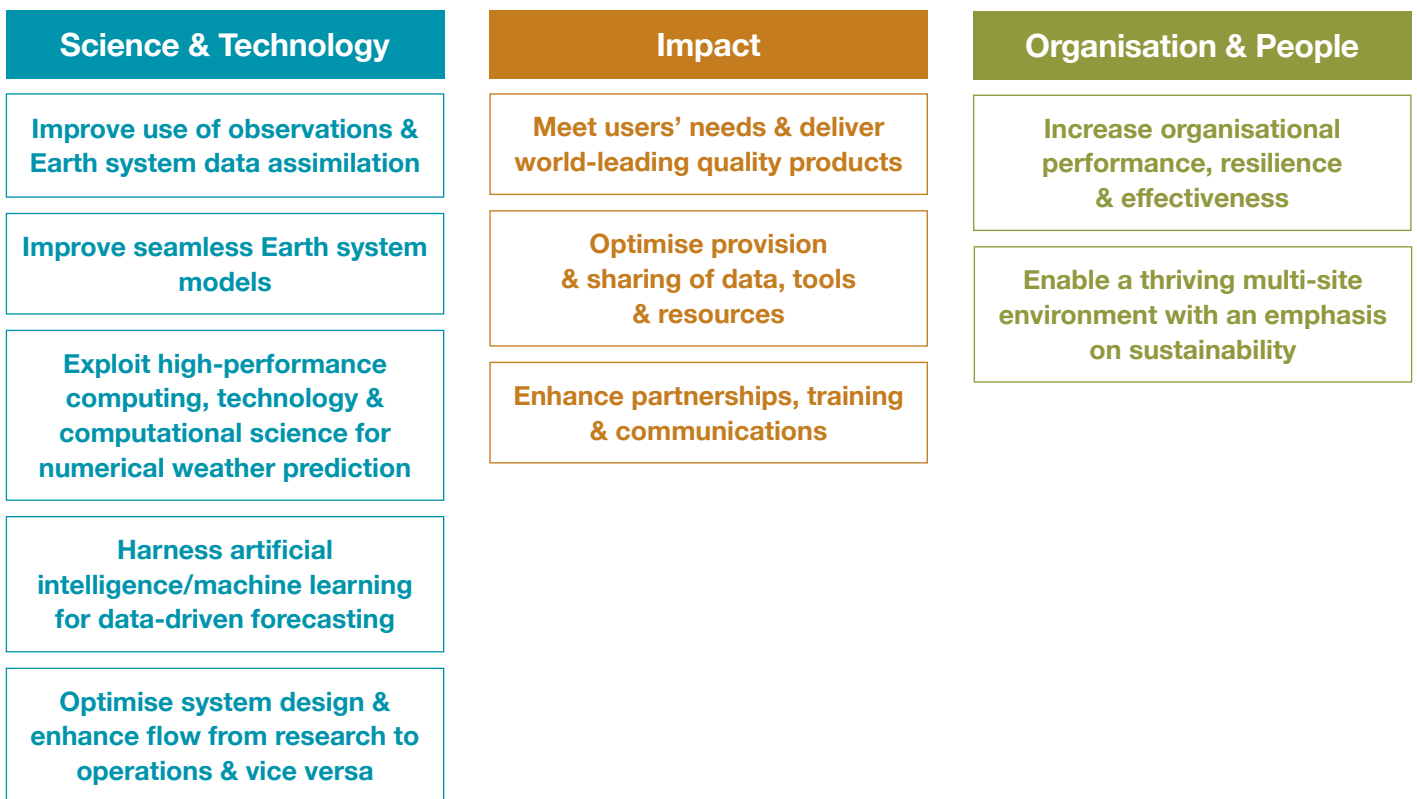 Science & Technology
Improve use of observations &
Earth system data assimilation
Improve seamless Earth system
models
Exploit high-performance
computing, technology &
computational science for
numerical weather prediction
Harness artificial
intelligence/machine learning
for data-driven forecasting
Optimise system design &
enhance flow from research to
operations & vice versa
Impact
Meet users’ needs & deliver
world-leading quality products
Optimise provision
& sharing of data, tools
& resources
Enhance partnerships, training
& communications
Organisation & People
Increase organisational
performance, resilience
& effectiveness
Enable a thriving multi-site
environment with an emphasis
on sustainability